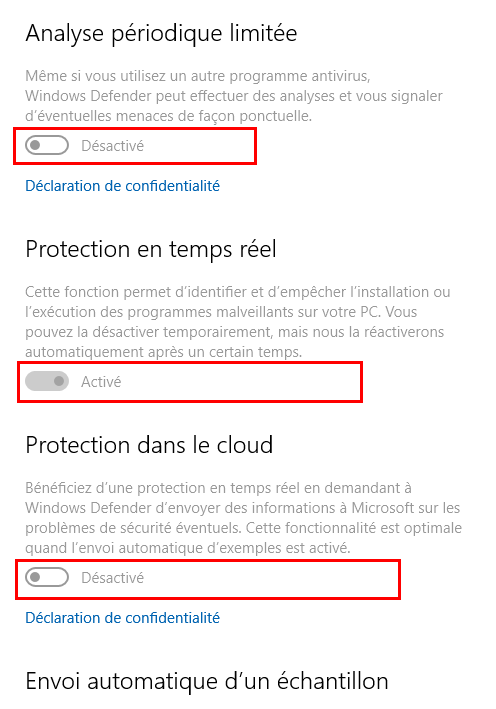 Analyse périodique limitée
Même si vous utilisez un autre programme antivirus,
Windows Defender peut effectuer des analyses et vous signaler
d'éventuelles menaces de façon ponctuelle.
Désactivé
Déclaration de confidentialité
Protection en temps réel
Cette fonction permet d'identifier et d'empêcher l'installation ou
l'exécution des programmes malveillants sur votre PC. Vous
pouvez la désactiver temporairement, mais nous la réactiverons
automatiquement après un certain temps.
Activé
Protection dans le cloud
Bénéficiez d'une protection en temps réel en demandant à
Windows Defender d'envoyer des informations à Microsoft sur les
problèmes de sécurité éventuels. Cette fonctionnalité est optimale
quand l'envoi automatique d'exemples est activé.
Désactivé
Déclaration de confidentialité
Envoi automatique d'un échantillon